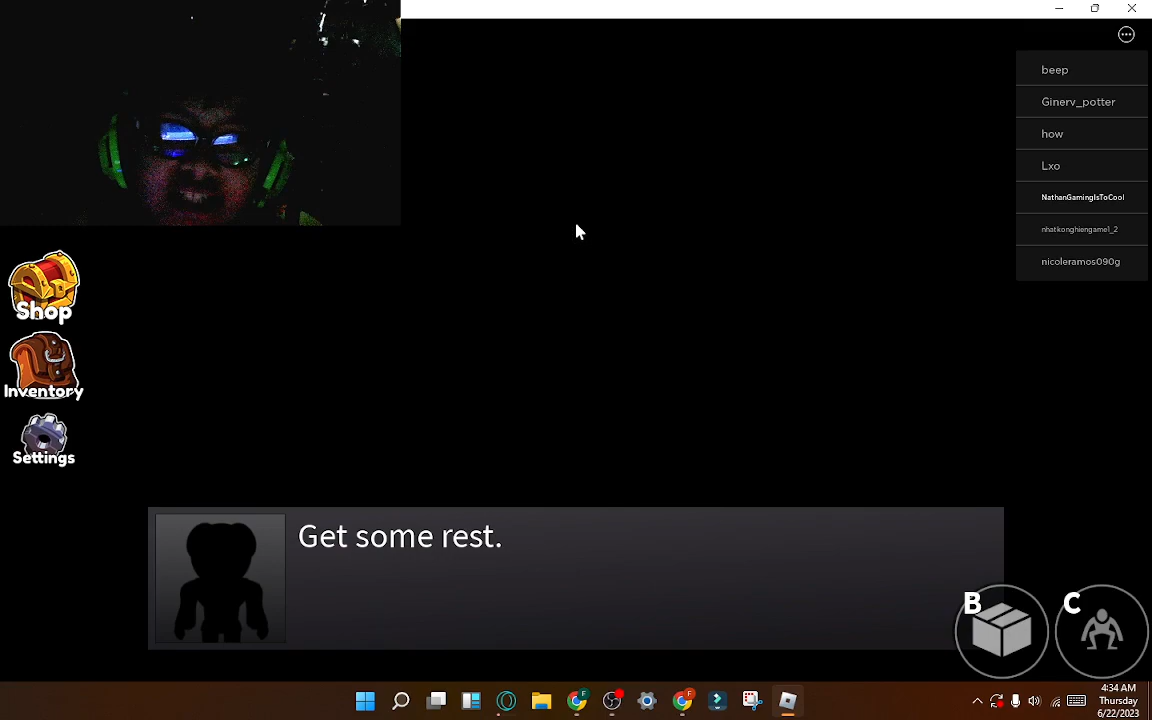 beep
Ginerv_potter
how
Lxo
NathanGamingIsToCool
nhatkonghiengame1_2
nicoleramos090g
Shop
Inventory
Settings
Get some rest.
B
C
4:34 AM
Thursday
6/22/2023